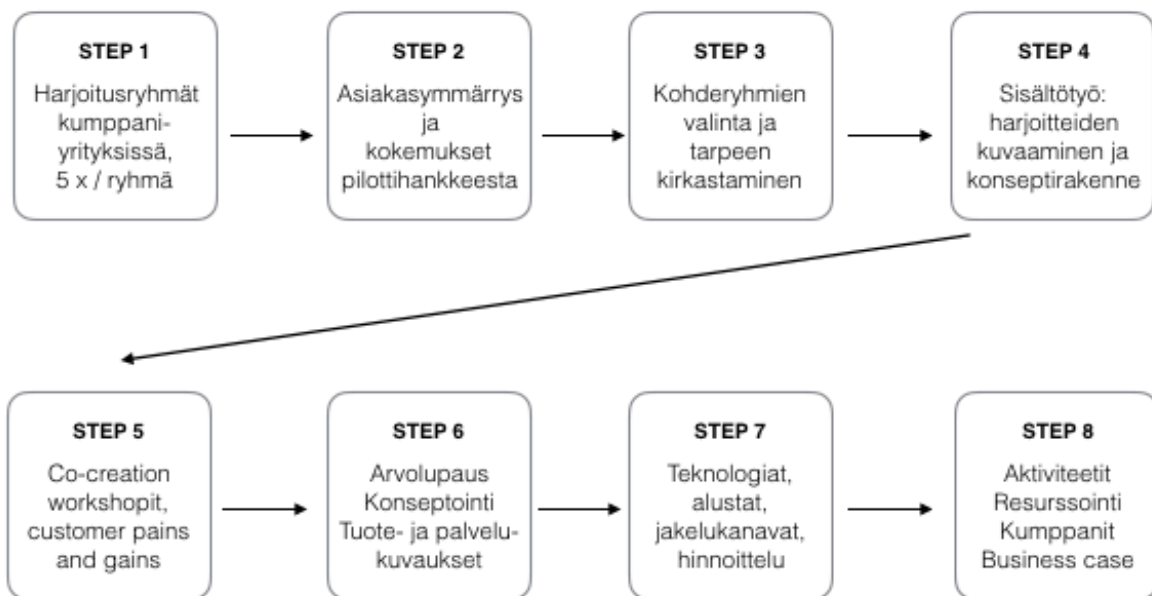 STEP 1
Harjoitusryhmät
kumppani-
yrityksissä,
5 x / ryhmä
STEP 2
Asiakasymmärrys
ja
kokemukset
pilottihankkeesta
STEP 3
Kohderyhmien
valinta ja
tarpeen
kirkastaminen
STEP 4
Sisältötyö:
harjoitteiden
kuvaaminen ja
konseptirakenne
STEP 5
Co-creation
workshopit,
customer pains
and gains
STEP 6
Arvolupaus
Konseptointi
Tuote- ja palvelu-
kuvaukset
STEP 7
Teknologiat,
alustat,
jakelukanavat,
hinnoittelu
STEP 8
Aktiviteetit
Resurssointi
Kumppanit
Business case